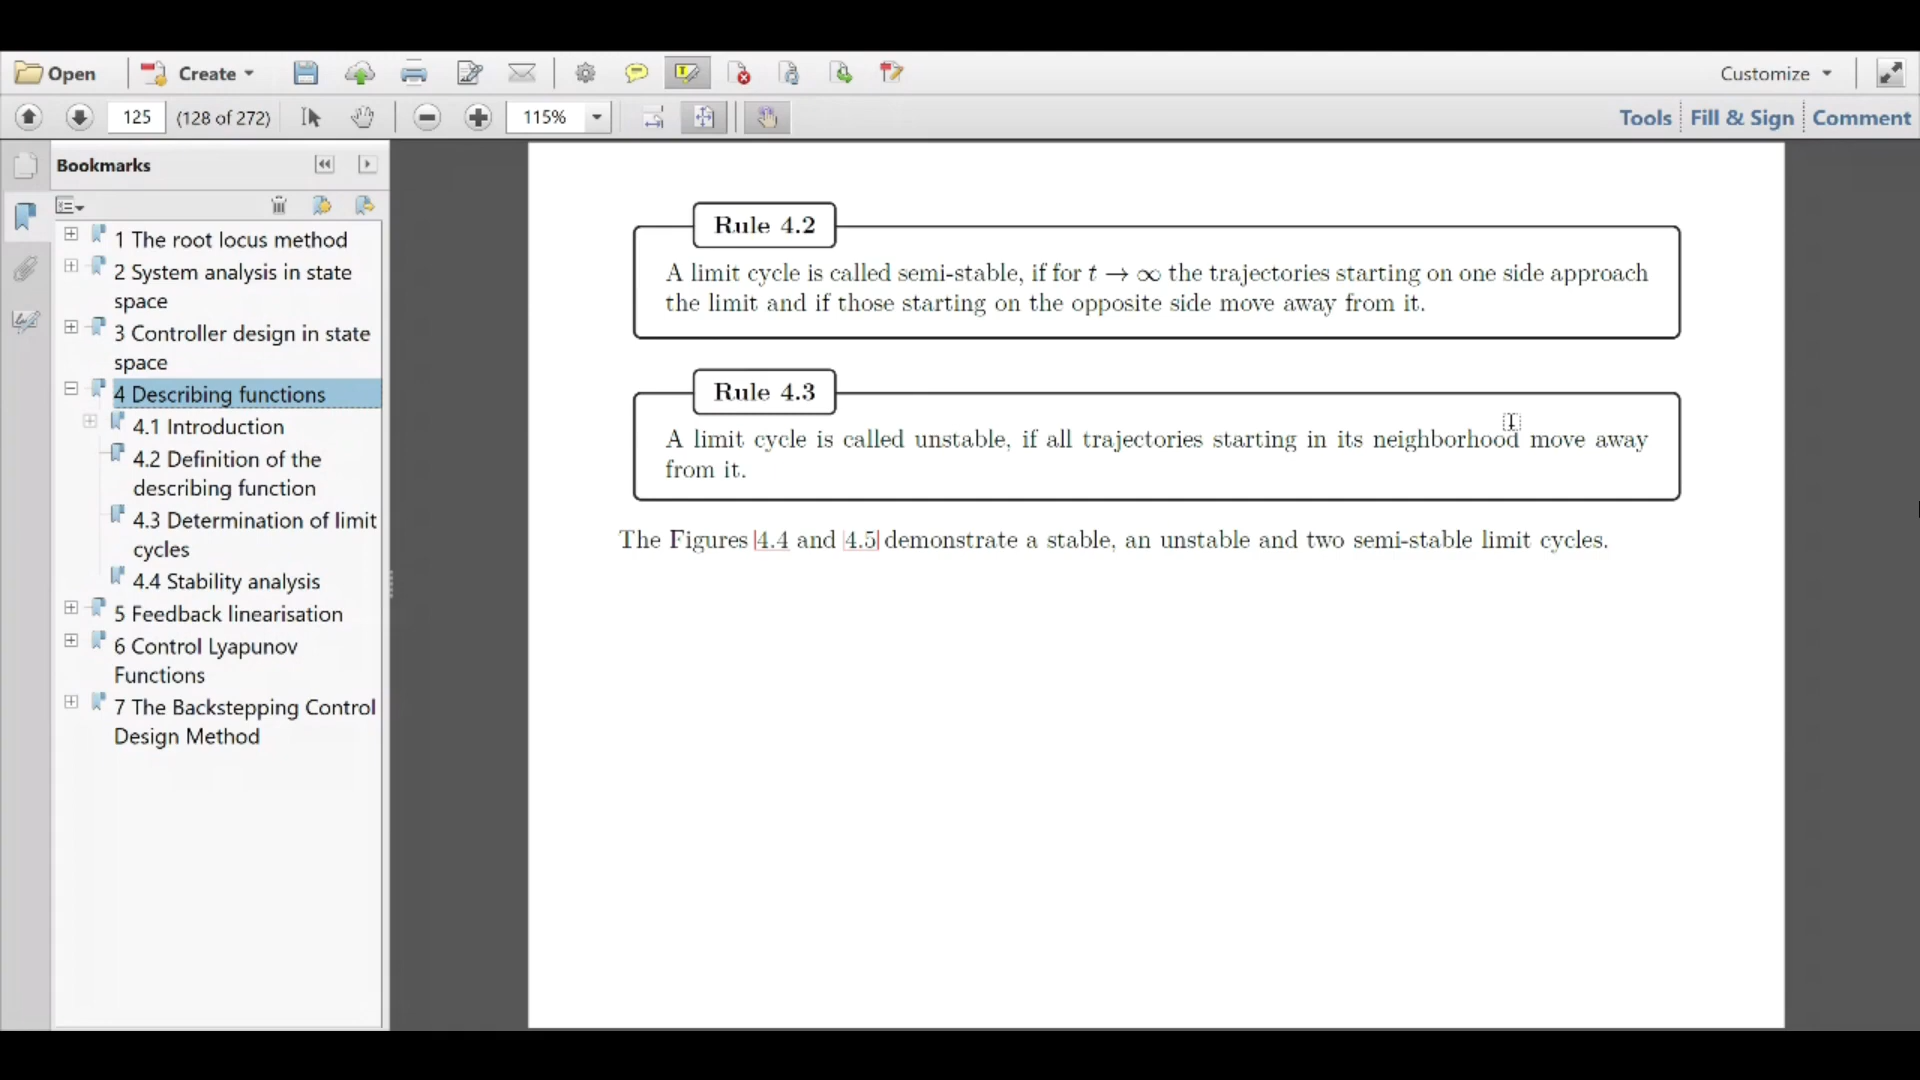 Open
Create
Customize
125
(128 of 272)
115%
Tools
Fill & Sign
Comment
Bookmarks
1 The root locus method
2 System analysis in state
space
3 Controller design in state
space
4 Describing functions
4.1 Introduction
4.2 Definition of the
describing function
4.3 Determination of limit
cycles
4.4 Stability analysis
5 Feedback linearisation
6 Control Lyapunov
Functions
7 The Backstepping Control
Design Method
Rule 4.2
A limit cycle is called semi-stable, if for t → ∞ the trajectories starting on one side approach
the limit and if those starting on the opposite side move away from it.
Rule 4.3
A limit cycle is called unstable, if all trajectories starting in its neighborhood move away
from it.
The Figures 4.4 and 4.5 demonstrate a stable, an unstable and two semi-stable limit cycles.